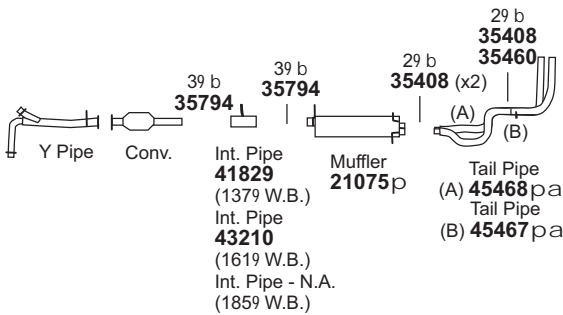 29 b
35408
35460
29 b
35408 (x2)
39 b
35794
39 b
35794
(A)
(B)
Y Pipe
Conv.
Int. Pipe
41829
(1379 W.B.)
Int. Pipe
43210
(1619 W.B.)
Int. Pipe - N.A.
(1859 W.B.)
Muffler
21075p
Tail Pipe
(A) 45468pa
Tail Pipe
(B) 45467pa